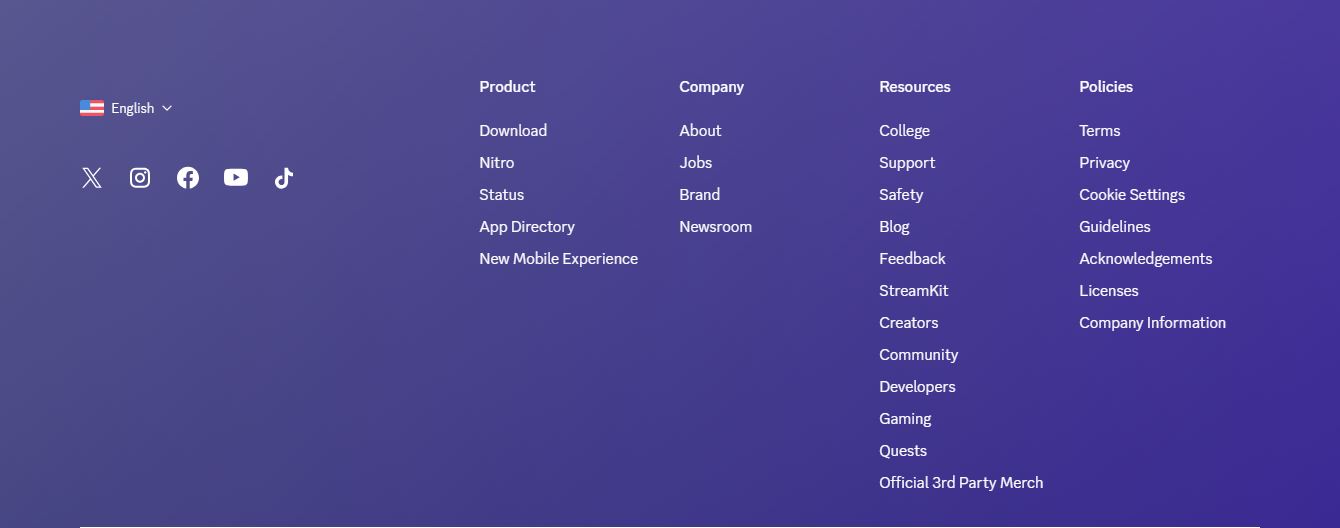 English
Product
Download
Nitro
Status
App Directory
New Mobile Experience
Company
About
Jobs
Brand
Newsroom
Resources
College
Support
Safety
Blog
Feedback
StreamKit
Creators
Community
Developers
Gaming
Quests
Official 3rd Party Merch
Policies
Terms
Privacy
Cookie Settings
Guidelines
Acknowledgements
Licenses
Company Information